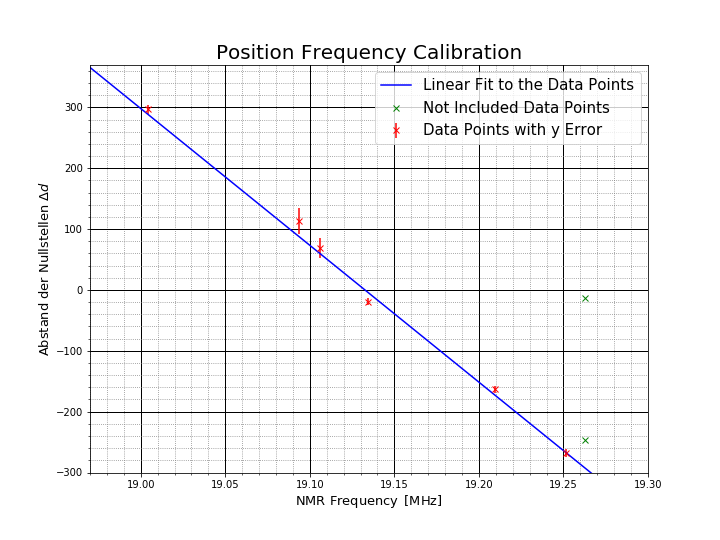 Position Frequency Calibration
Linear Fit to the Data Points
Not Included Data Points
Data Points with y Error
Abstand der Nullstellen Δd
300
200
100
0
−100
−200
−300
19.00 19.05 19.10 19.15 19.20 19.25 19.30
NMR Frequency [MHz]